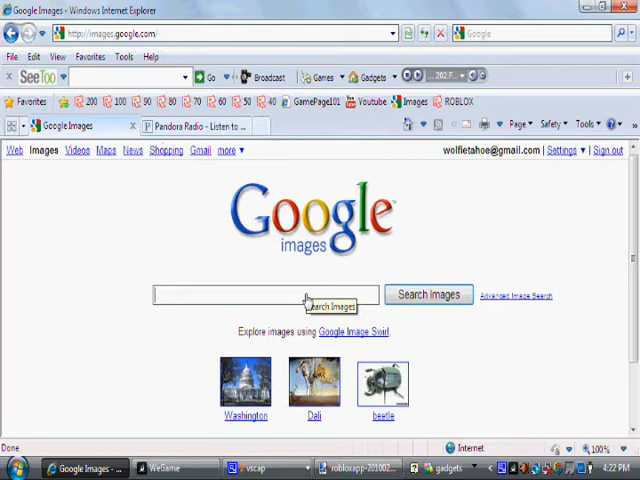 Google Images - Windows Internet Explorer
http://images.google.com/
Google
File Edit View Favorites Tools Help
SeeToo Go Broadcast Games Gadgets
Favorites 200 100 90 80 70 60 50 40 GamePage101 Youtube Images ROBLOX
Google Images Pandora Radio - Listen to ... Page Safety Tools
Web Images Videos Maps News Shopping Gmail more wolfietahoe@gmail.com Settings Sign out
Google
images
Search Images Advanced Image Search
Search Images
Explore images using Google Image Swirl.
Washington Dali beetle
Done Internet 100%
Google Images - ... WeGame vscap robloxapp-201002... gadgets 4:22 PM